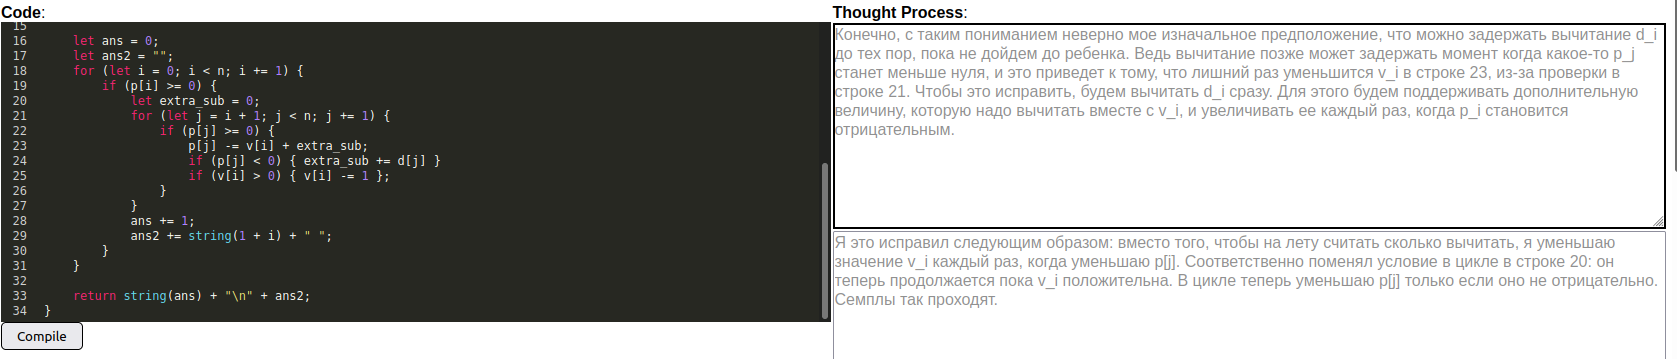 Code:
15
16 let ans = 0;
17 let ans2 = "";
18 for (let i = 0; i < n; i += 1) {
19 if (p[i] >= 0) {
20 let extra_sub = 0;
21 for (let j = i + 1; j < n; j += 1) {
22 if (p[j] >= 0) {
23 p[j] -= v[i] + extra_sub;
24 if (p[j] < 0) { extra_sub += d[j] }
25 if (v[i] > 0) { v[i] -= 1 };
26 }
27 }
28 ans += 1;
29 ans2 += string(1 + i) + " ";
30 }
31 }
32
33 return string(ans) + "\n" + ans2;
34 }
Compile
Thought Process:
Конечно, с таким пониманием неверно мое изначальное предположение, что можно задержать вычитание d_i
до тех пор, пока не дойдем до ребенка. Ведь вычитание позже может задержать момент когда какое-то p_j
станет меньше нуля, и это приведет к тому, что лишний раз уменьшится v_i в строке 23, из-за проверки в
строке 21. Чтобы это исправить, будем вычитать d_i сразу. Для этого будем поддерживать дополнительную
величину, которую надо вычитать вместе с v_i, и увеличивать ее каждый раз, когда p_i становится
отрицательным.
Я это исправил следующим образом: вместо того, чтобы на лету считать сколько вычитать, я уменьшаю
значение v_i каждый раз, когда уменьшаю p[j]. Соответственно поменял условие в цикле в строке 20: он
теперь продолжается пока v_i положительна. В цикле теперь уменьшаю p[j] только если оно не отрицательно.
Семплы так проходят.